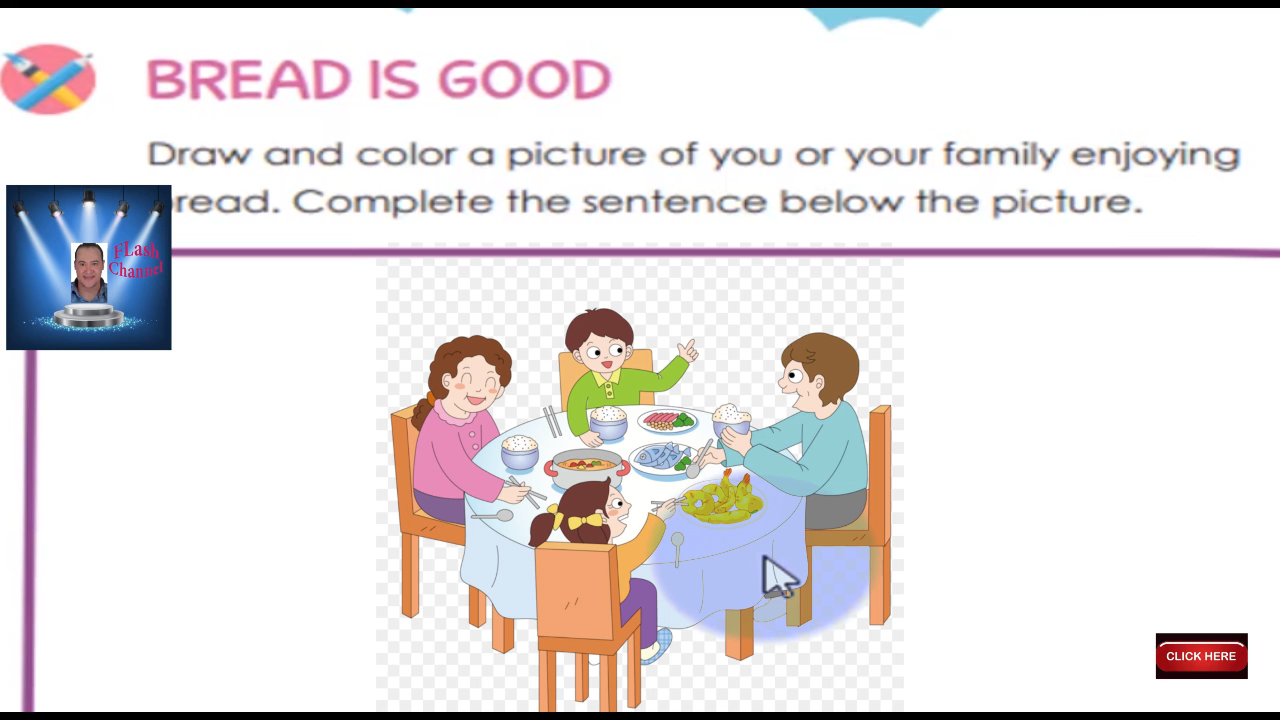 BREAD IS GOOD
Draw and color a picture of you or your family enjoying
bread. Complete the sentence below the picture.
FLash
Channel
CLICK HERE